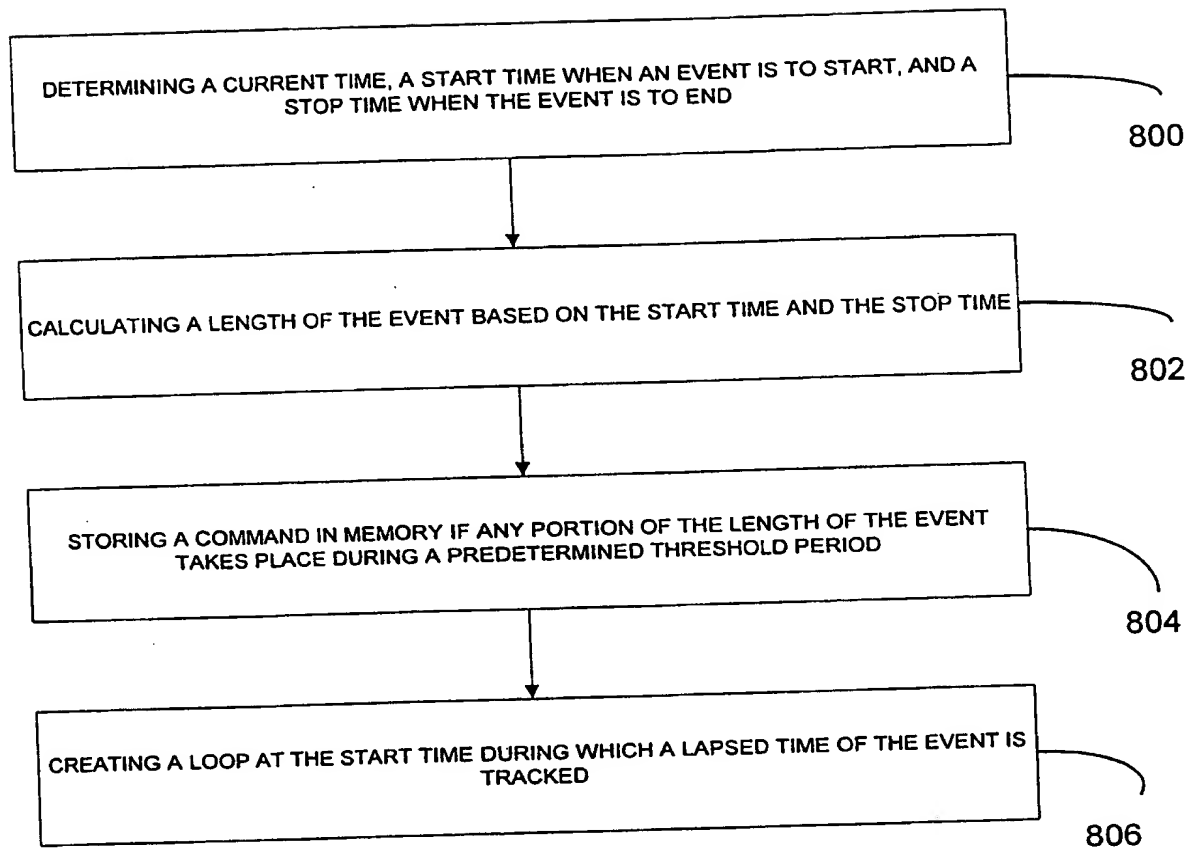 DETERMINING A CURRENT TIME, A START TIME WHEN AN EVENT IS TO START, AND A
STOP TIME WHEN THE EVENT IS TO END
800
CALCULATING A LENGTH OF THE EVENT BASED ON THE START TIME AND THE STOP TIME
802
STORING A COMMAND IN MEMORY IF ANY PORTION OF THE LENGTH OF THE EVENT
TAKES PLACE DURING A PREDETERMINED THRESHOLD PERIOD
804
CREATING A LOOP AT THE START TIME DURING WHICH A LAPSED TIME OF THE EVENT IS
TRACKED
806